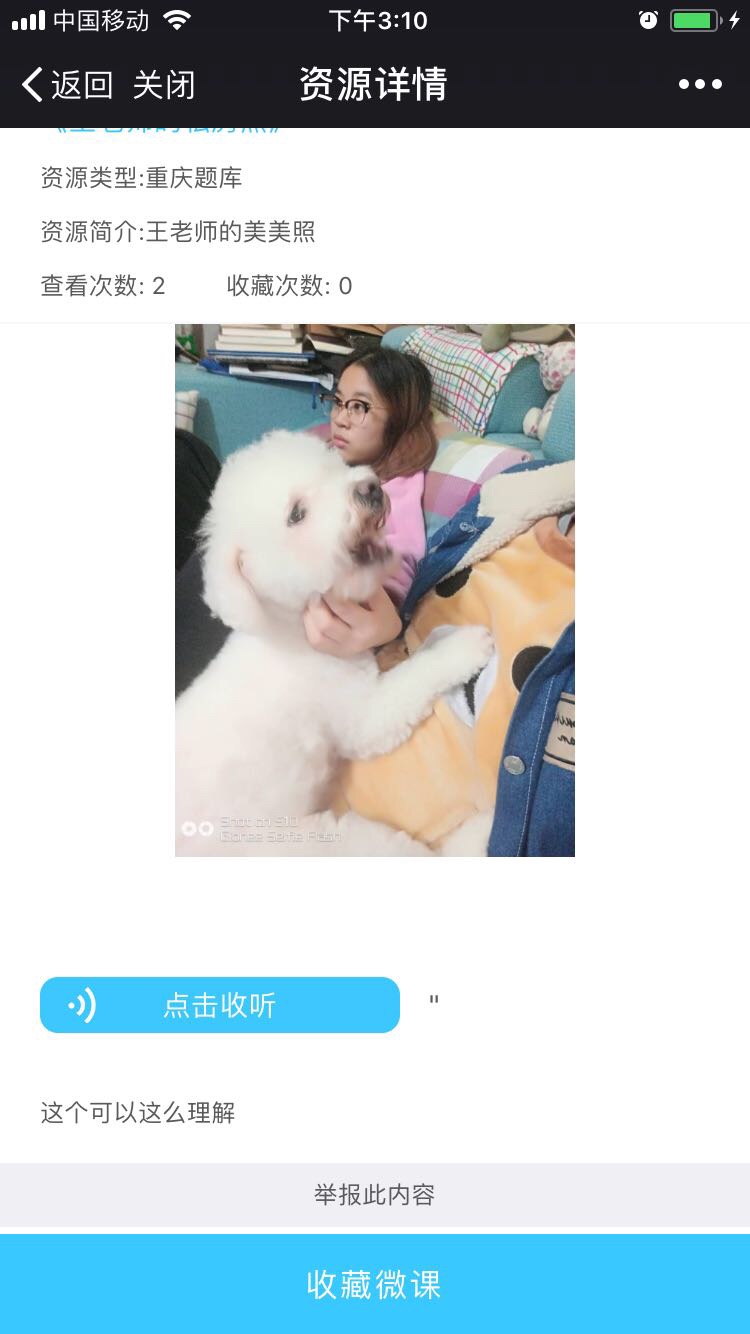 中国移动 下午3:10
返回 关闭 资源详情
资源类型:重庆题库
资源简介:王老师的美美照
查看次数: 2 收藏次数: 0
Shot on S10
Gionee Selfie Flash
点击收听 "
这个可以这么理解
举报此内容
收藏微课